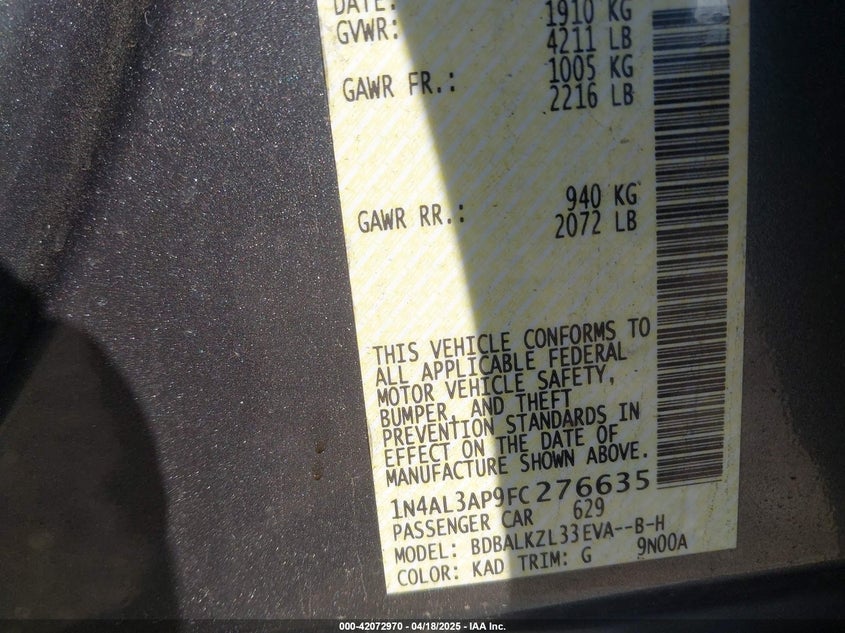 DATE: 1910 KG
GVWR: 4211 LB
GAWR FR.: 1005 KG
2216 LB
GAWR RR.: 940 KG
2072 LB
THIS VEHICLE CONFORMS TO
ALL APPLICABLE FEDERAL
MOTOR VEHICLE SAFETY,
BUMPER, AND THEFT
PREVENTION STANDARDS IN
EFFECT ON THE DATE OF
MANUFACTURE SHOWN ABOVE.
1N4AL3AP9FC276635
PASSENGER CAR 629
MODEL: BDBALKZL33EVA--B-H
COLOR: KAD TRIM: G 9N00A
000-42072970 - 04/18/2025 - IAA Inc.